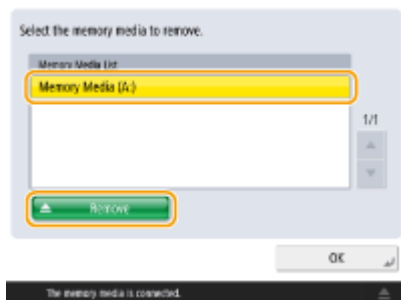 Select the memory media to remove.
Memory Media List
Memory Media (A:)
1/1
Remove
OK
The memory media is connected.